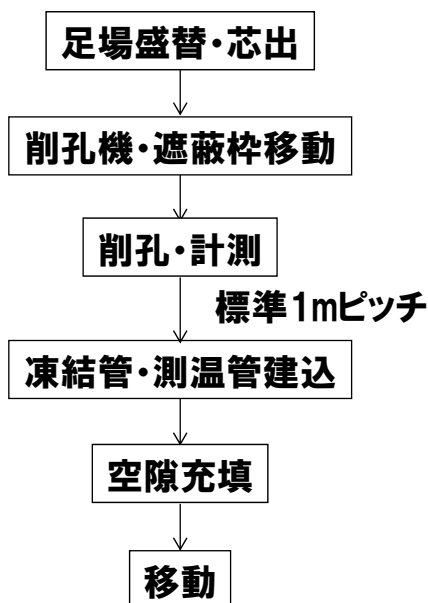 足場盛替・芯出
削孔機・遮蔽枠移動
削孔・計測
標準1mピッチ
凍結管・測温管建込
空隙充填
移動